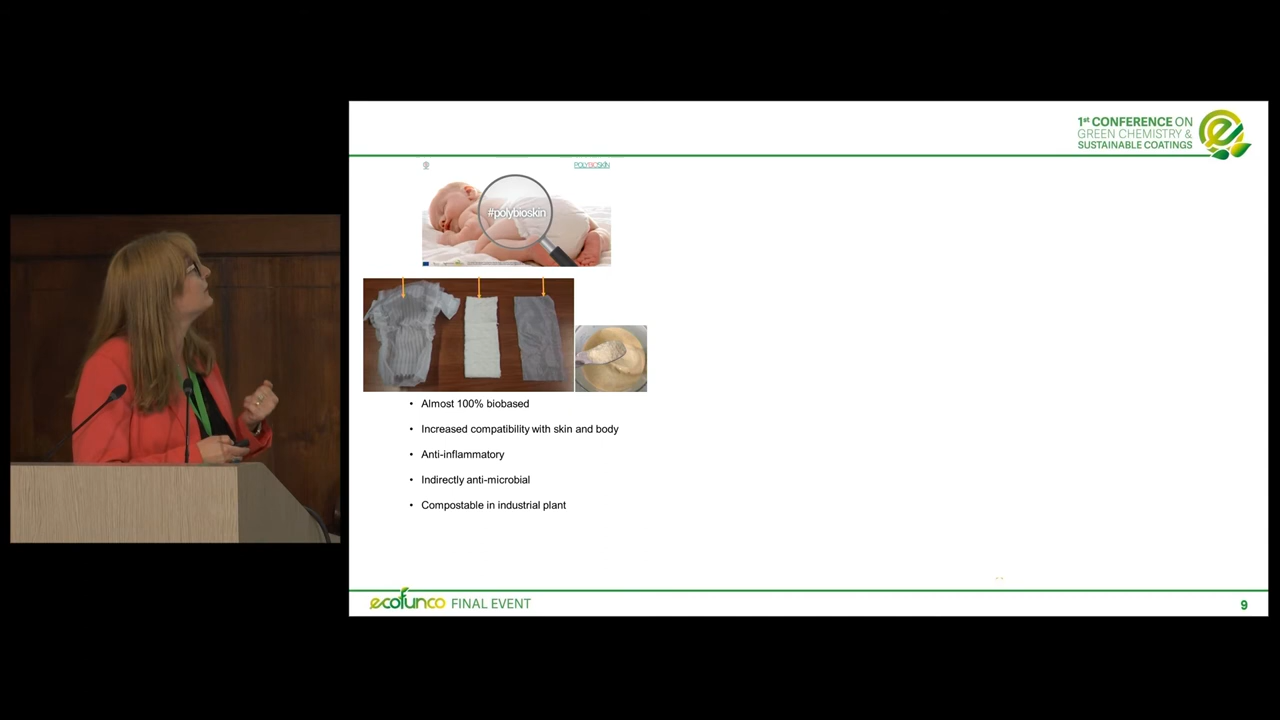 1st CONFERENCE ON
GREEN CHEMISTRY &
SUSTAINABLE COATINGS
POLYBIOSKIN
#polybioskin
• Almost 100% biobased
• Increased compatibility with skin and body
• Anti-inflammatory
• Indirectly anti-microbial
• Compostable in industrial plant
ecofunco FINAL EVENT
9